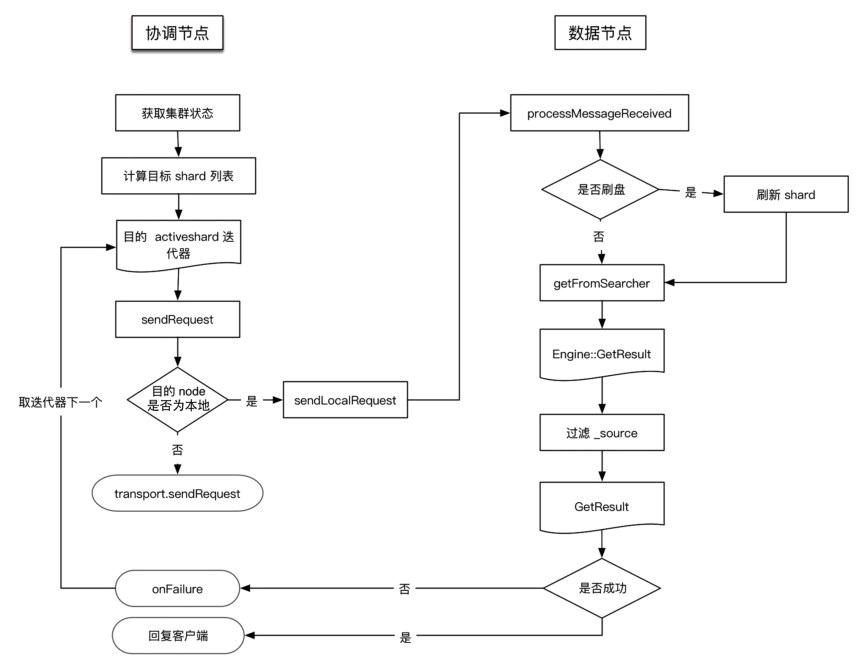 协调节点
获取集群状态
计算目标 shard 列表
目的 activeshard 迭
代器
sendRequest
目的 node
是否为本地
是
sendLocalRequest
取迭代器下一个
否
transport.sendRequest
onFailure
回复客户端
数据节点
processMessageReceived
是否刷盘
是
刷新 shard
否
getFromSearcher
Engine::GetResult
过滤 _source
GetResult
是否成功
否
是